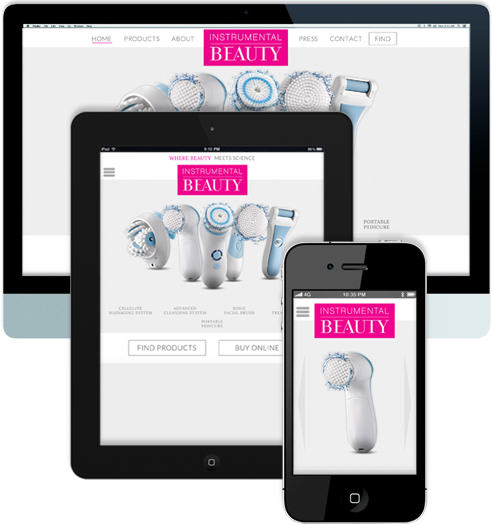 HOME PRODUCTS ABOUT INSTRUMENTAL BEAUTY PRESS CONTACT FIND
PORTABLE
PEDICURE
iPad 9:10 PM
WHERE BEAUTY MEETS SCIENCE
INSTRUMENTAL
BEAUTY
CELLULITE
MASSAGING SYSTEM
ADVANCED
CLEANSING SYSTEM
SONIC
FACIAL BRUSH
PORTABLE
PEDICURE
FIND PRODUCTS
BUY ONLINE
4G 10:35 PM
INSTRUMENTAL
BEAUTY